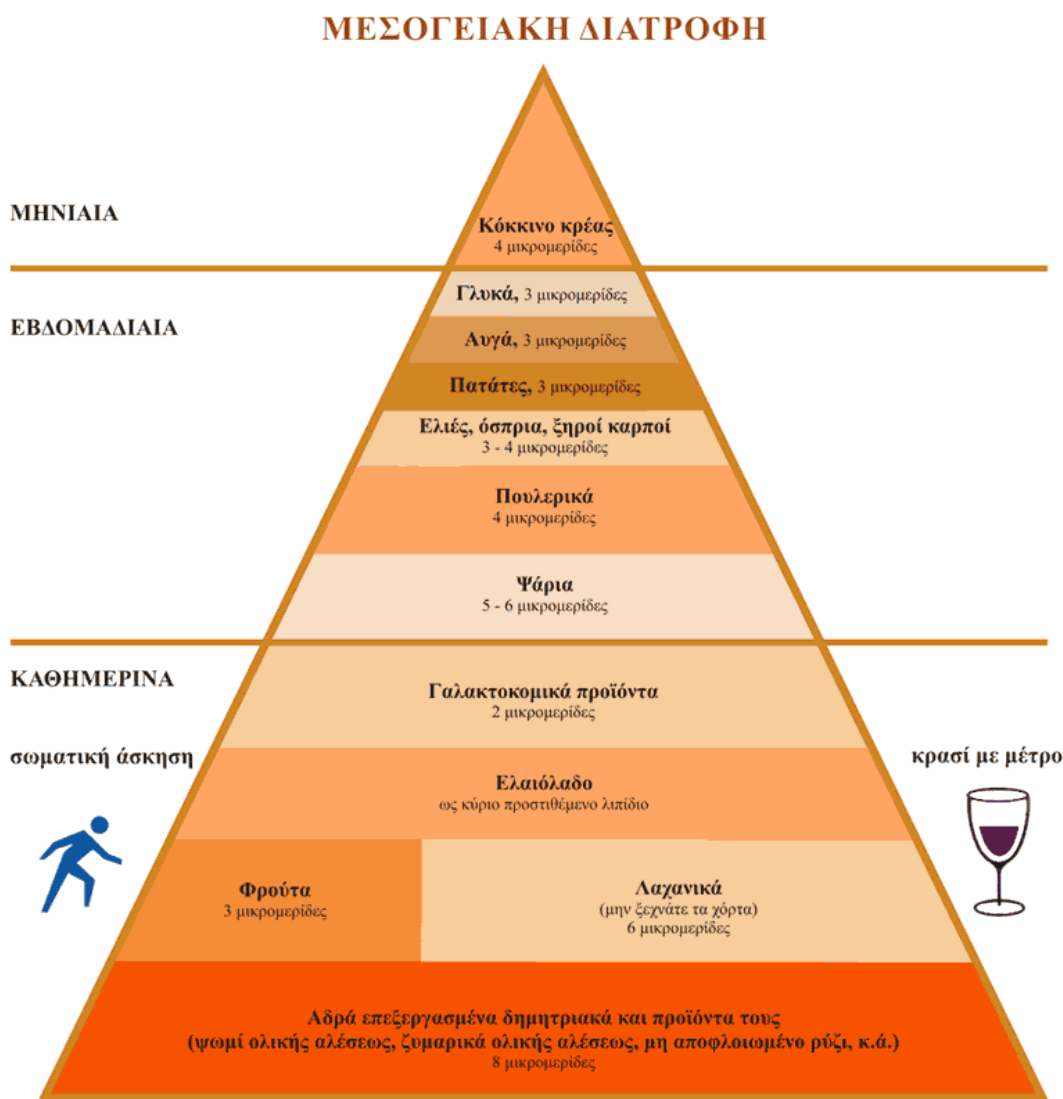 ΜΕΣΟΓΕΙΑΚΗ ΔΙΑΤΡΟΦΗ
ΜΗΝΙΑΙΑ
Κόκκινο κρέας
4 μικρομερίδες
ΕΒΔΟΜΑΔΙΑΙΑ
Γλυκά, 3 μικρομερίδες
Αυγά, 3 μικρομερίδες
Πατάτες, 3 μικρομερίδες
Ελιές, όσπρια, ξηροί καρποί
3 - 4 μικρομερίδες
Πουλερικά
4 μικρομερίδες
Ψάρια
5 - 6 μικρομερίδες
ΚΑΘΗΜΕΡΙΝΑ
Γαλακτοκομικά προϊόντα
2 μικρομερίδες
σωματική άσκηση
κρασί με μέτρο
Ελαιόλαδο
ως κύριο προστιθέμενο λιπίδιο
Φρούτα
3 μικρομερίδες
Λαχανικά
(μην ξεχνάτε τα χόρτα)
6 μικρομερίδες
Αδρά επεξεργασμένα δημητριακά και προϊόντα τους
(ψωμί ολικής αλέσεως, ζυμαρικά ολικής αλέσεως, μη αποφλοιωμένο ρύζι, κ.ά.)
8 μικρομερίδες